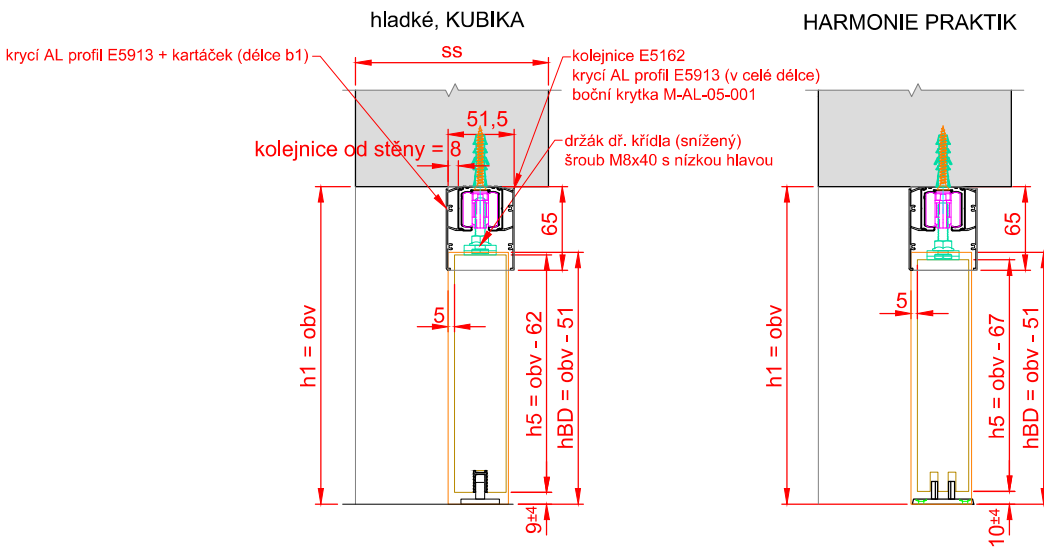 hladké, KUBIKA
HARMONIE PRAKTIK
krycí AL profil E5913 + kartáček (délce b1)
ss
kolejnice E5162
krycí AL profil E5913 (v celé délce)
boční krytka M-AL-05-001
51,5
kolejnice od stěny = 8
držák dř. křídla (snížený)
šroub M8x40 s nízkou hlavou
65
5
h1 = obv
h5 = obv - 62
hBD = obv - 51
9±4
65
5
h1 = obv
h5 = obv - 67
hBD = obv - 51
10±4